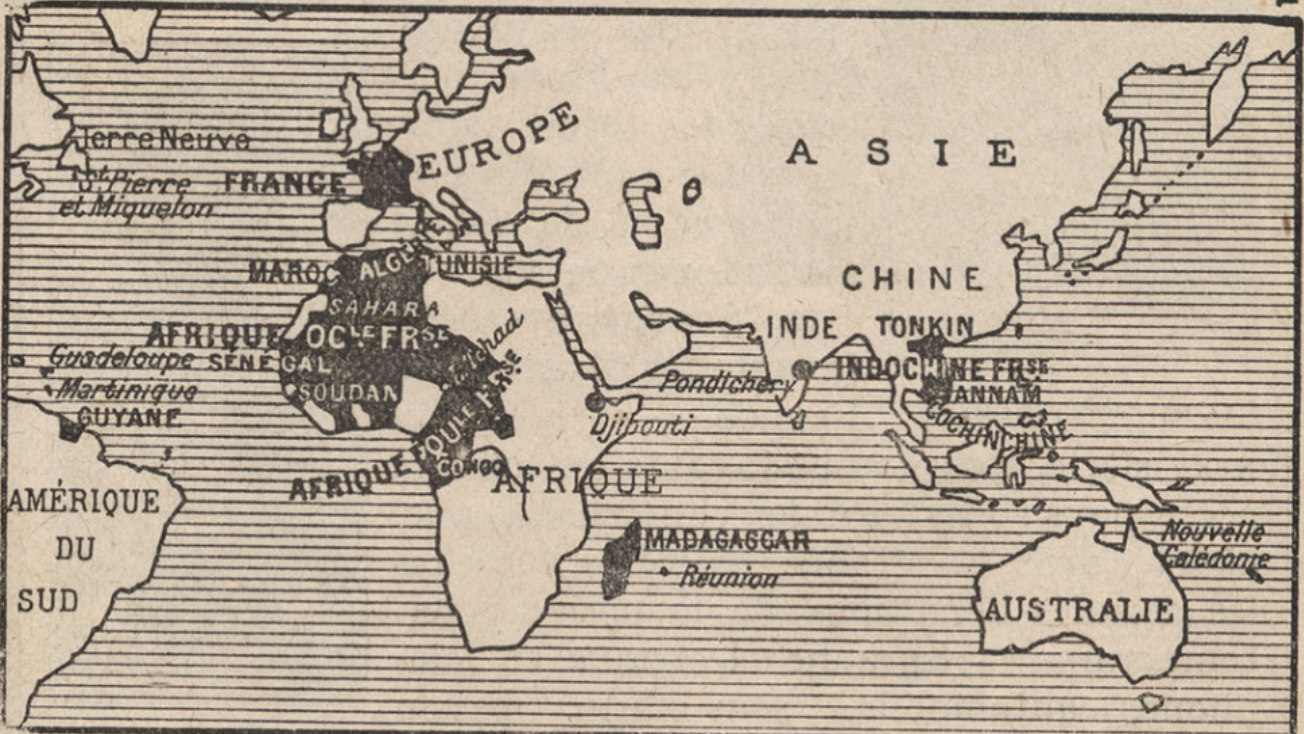 Terre Neuve
St Pierre
et Miquelon
FRANCE
EUROPE
ASIE
MAROC
ALGÉRIE
TUNISIE
SAHARA
AFRIQUE OCLE FRSE
SÉNÉGAL
SOUDAN
Tchad
Guadeloupe
Martinique
GUYANE
AFRIQUE EQULE FRSE
CONGO
AFRIQUE
Djibouti
CHINE
INDE
TONKIN
Pondichéry
INDOCHINE FRSE
ANNAM
COCHINCHINE
AMÉRIQUE
DU
SUD
MADAGASCAR
Réunion
Nouvelle
Calédonie
AUSTRALIE